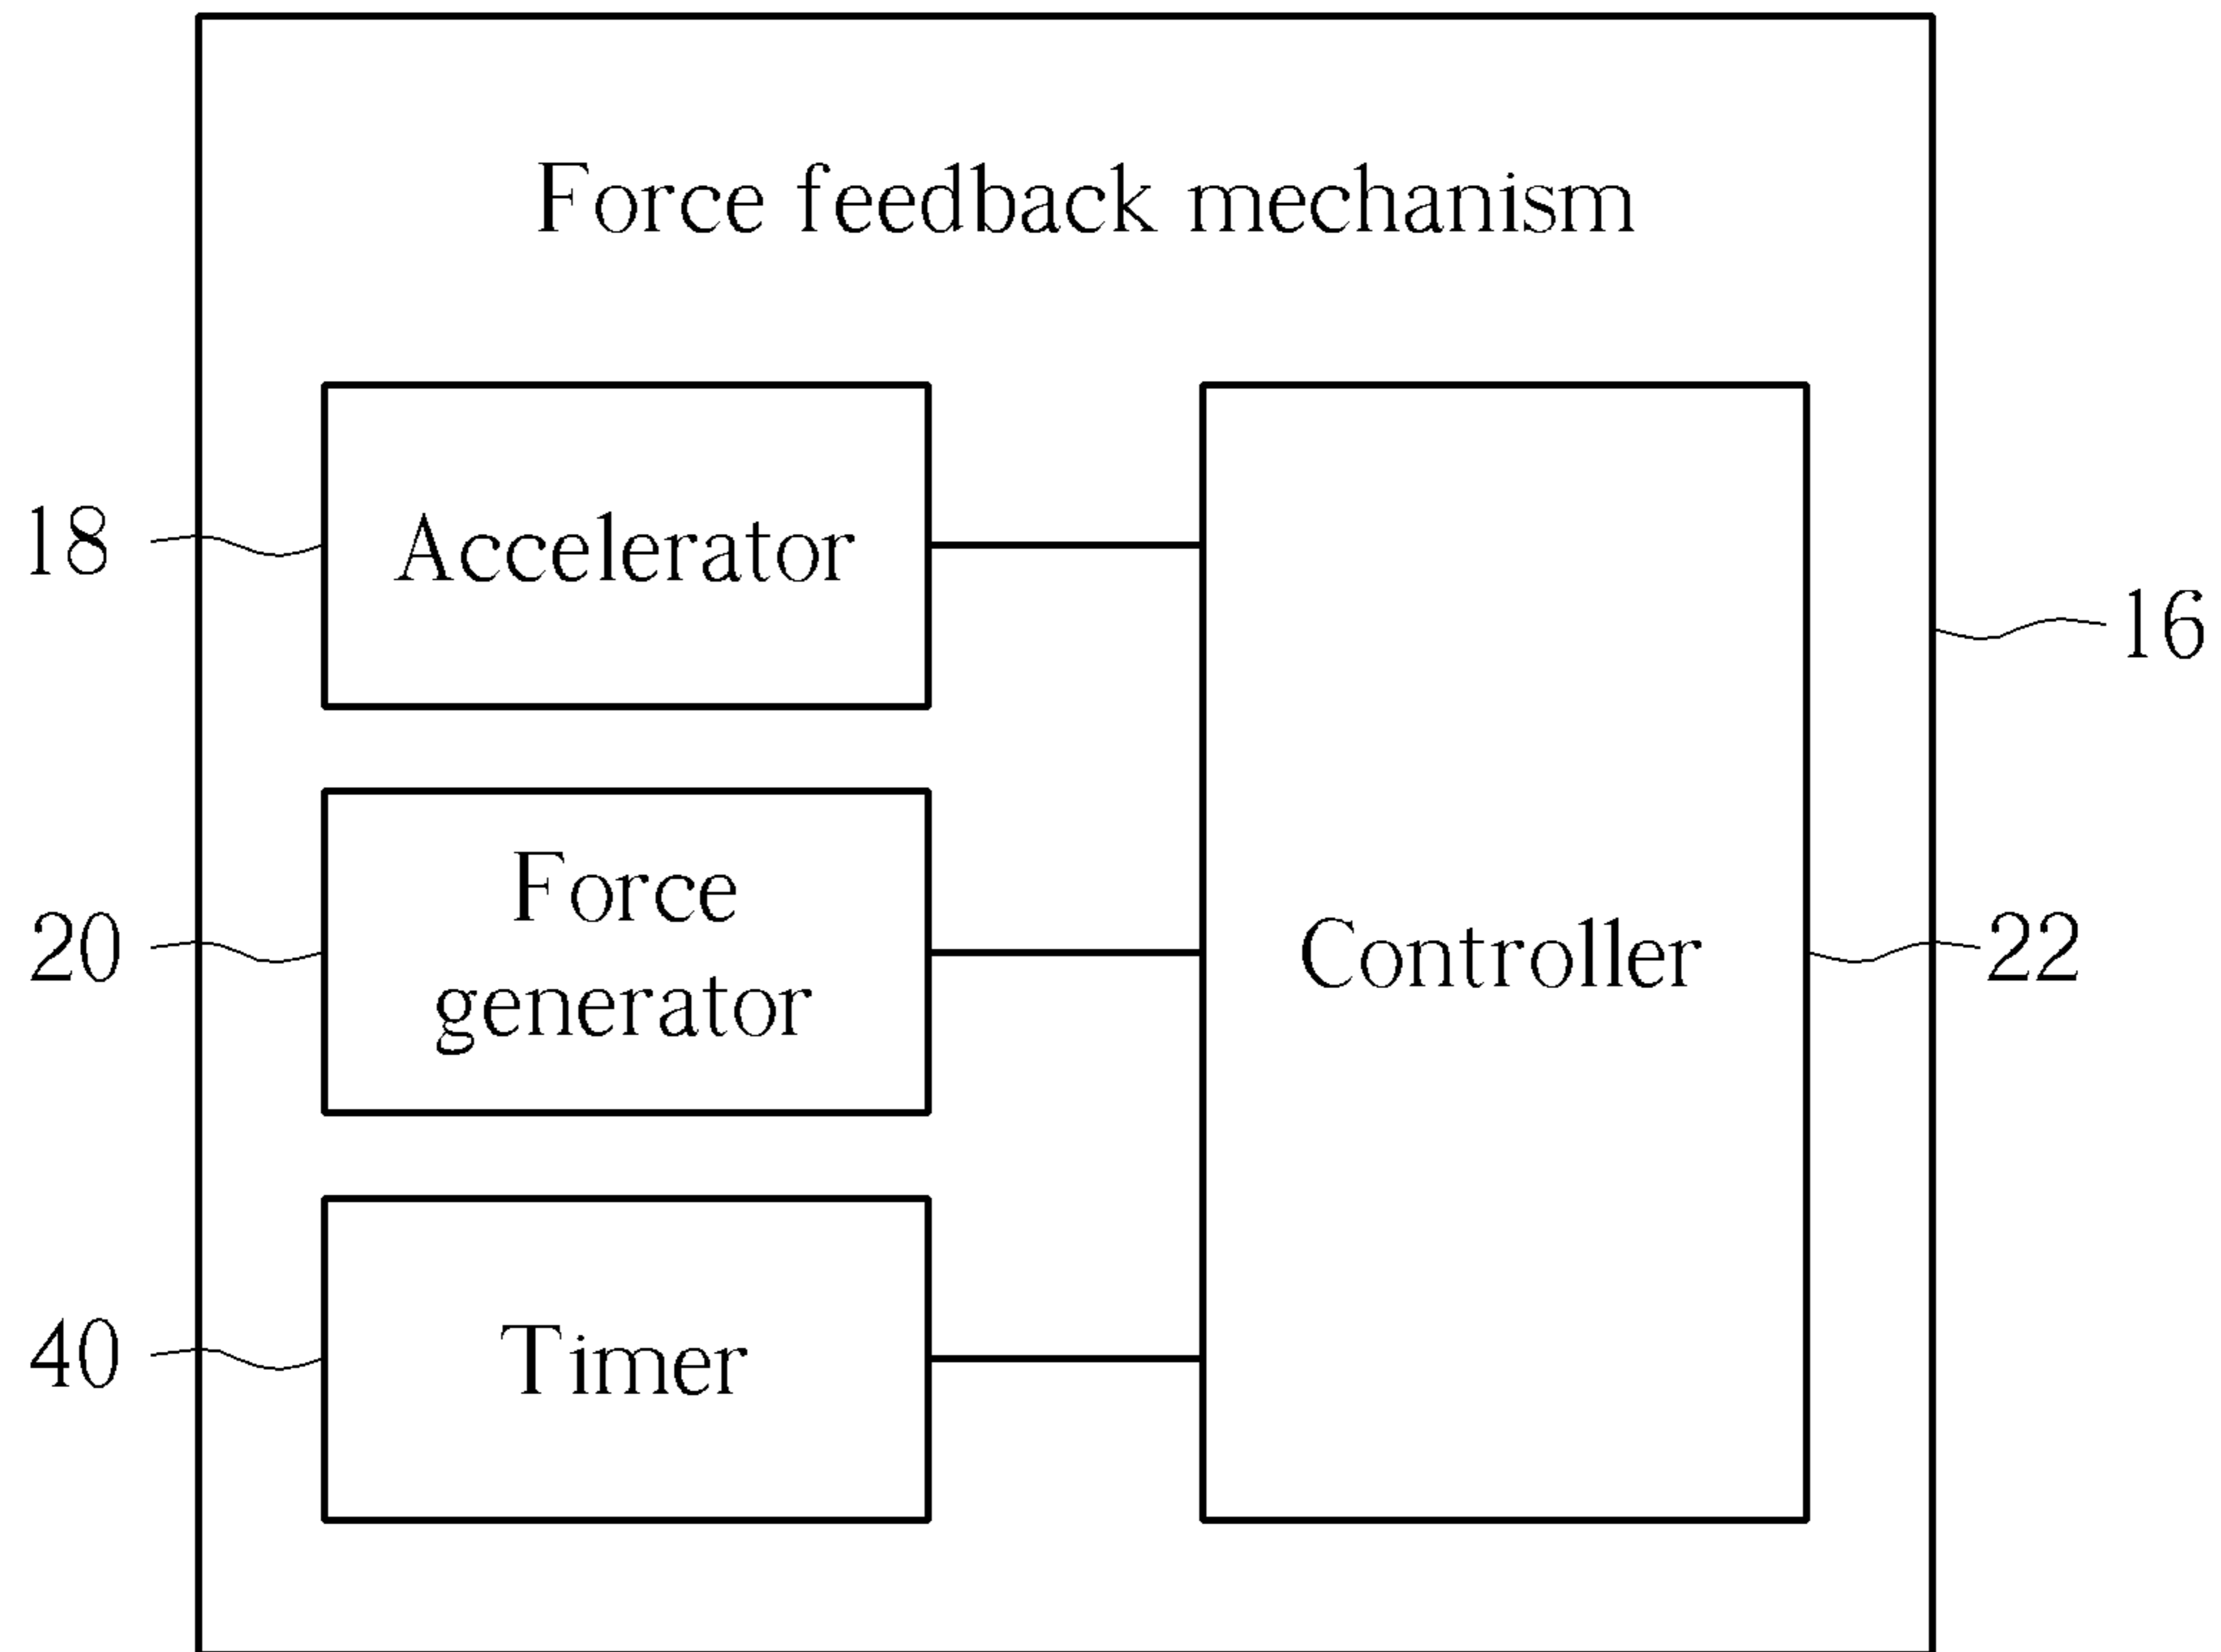 Force feedback mechanism
18
Accelerator
16
20
Force
generator
Controller
22
40
Timer